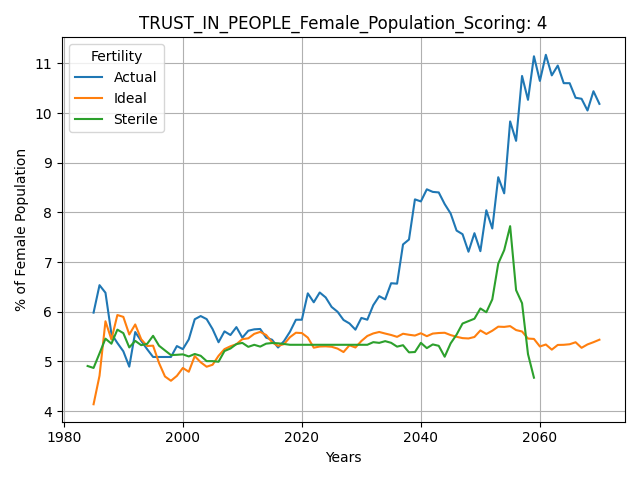 TRUST_IN_PEOPLE_Female_Population_Scoring: 4
Fertility
Actual
Ideal
Sterile
% of Female Population
11
10
9
8
7
6
5
4
1980
2000
2020
2040
2060
Years